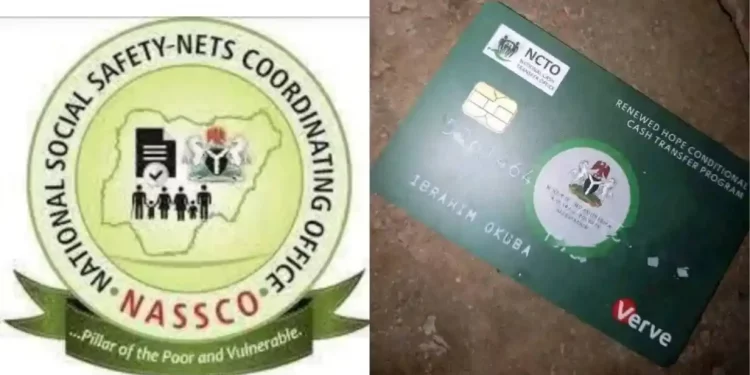 NATIONAL SOCIAL SAFETY-NETS COORDINATING OFFICE
NASSCO
...Pillar of the Poor and Vulnerable.
NCTO
NATIONAL CASH
TRANSFER OFFICE
RENEWED HOPE CONDITIONAL
CASH TRANSFER PROGRAM
IBRAHIM OKUBA
Verve